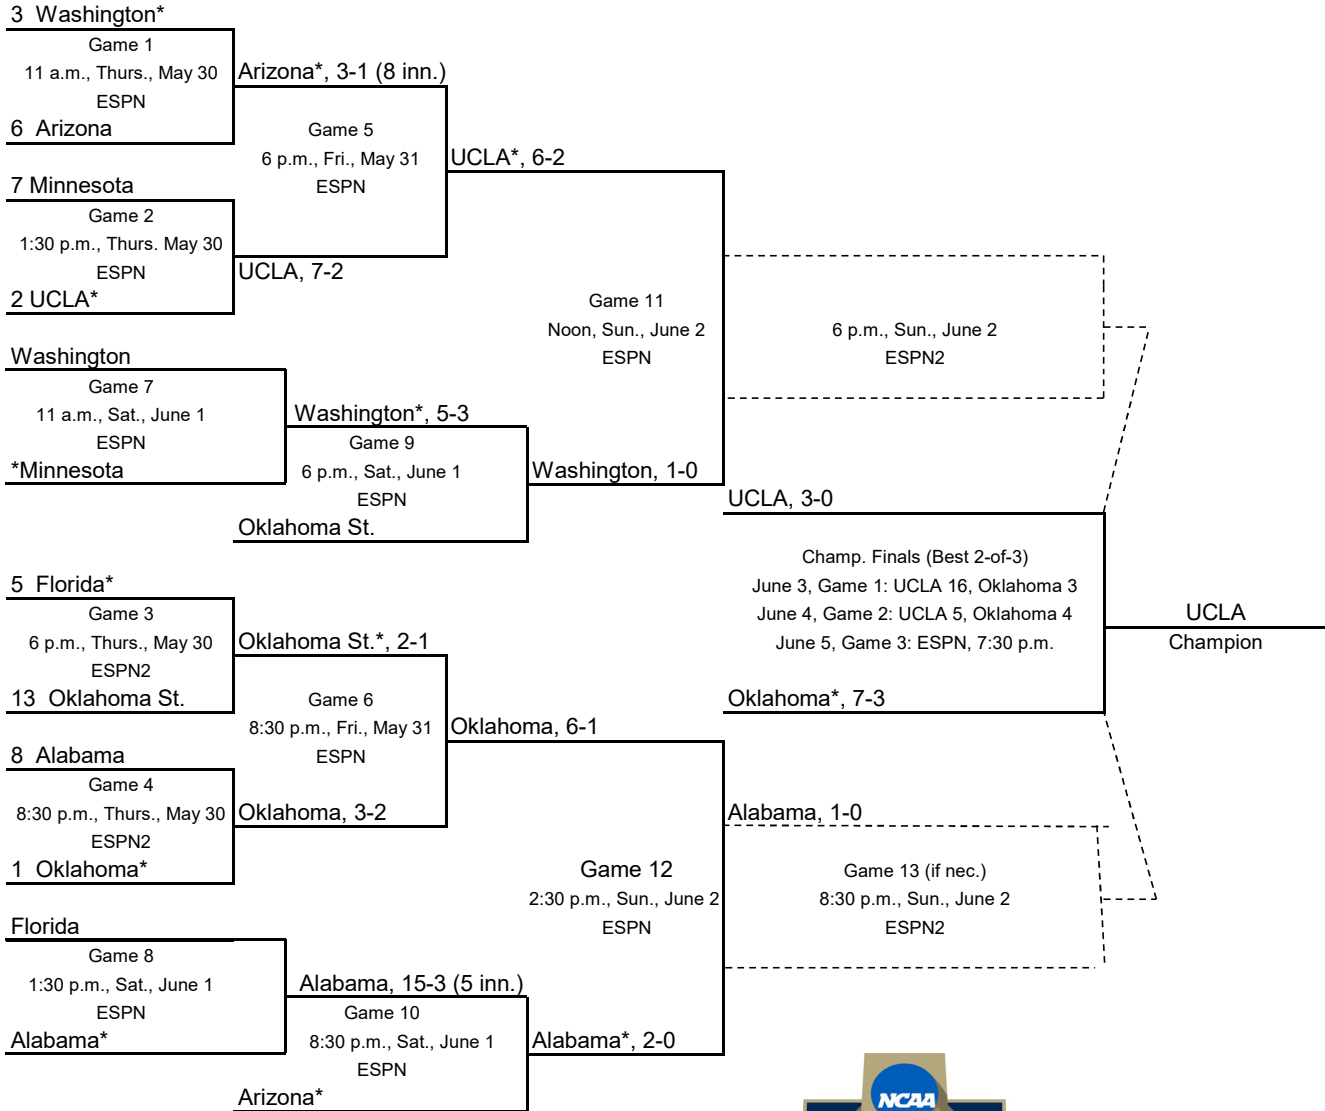 3 Washington*
Game 1
11 a.m., Thurs., May 30
ESPN
6 Arizona
Arizona*, 3-1 (8 inn.)
Game 5
6 p.m., Fri., May 31
ESPN
7 Minnesota
Game 2
1:30 p.m., Thurs. May 30
ESPN
2 UCLA*
UCLA, 7-2
UCLA*, 6-2
Game 11
Noon, Sun., June 2
ESPN
6 p.m., Sun., June 2
ESPN2
Washington
Game 7
11 a.m., Sat., June 1
ESPN
*Minnesota
Washington*, 5-3
Game 9
6 p.m., Sat., June 1
ESPN
Oklahoma St.
Washington, 1-0
UCLA, 3-0
Champ. Finals (Best 2-of-3)
June 3, Game 1: UCLA 16, Oklahoma 3
June 4, Game 2: UCLA 5, Oklahoma 4
June 5, Game 3: ESPN, 7:30 p.m.
UCLA
Champion
Oklahoma*, 7-3
5 Florida*
Game 3
6 p.m., Thurs., May 30
ESPN2
13 Oklahoma St.
Oklahoma St.*, 2-1
Game 6
8:30 p.m., Fri., May 31
ESPN
8 Alabama
Game 4
8:30 p.m., Thurs., May 30
ESPN2
1 Oklahoma*
Oklahoma, 3-2
Oklahoma, 6-1
Game 12
2:30 p.m., Sun., June 2
ESPN
Alabama, 1-0
Game 13 (if nec.)
8:30 p.m., Sun., June 2
ESPN2
Florida
Game 8
1:30 p.m., Sat., June 1
ESPN
Alabama*
Alabama, 15-3 (5 inn.)
Game 10
8:30 p.m., Sat., June 1
ESPN
Arizona*
Alabama*, 2-0
NCAA